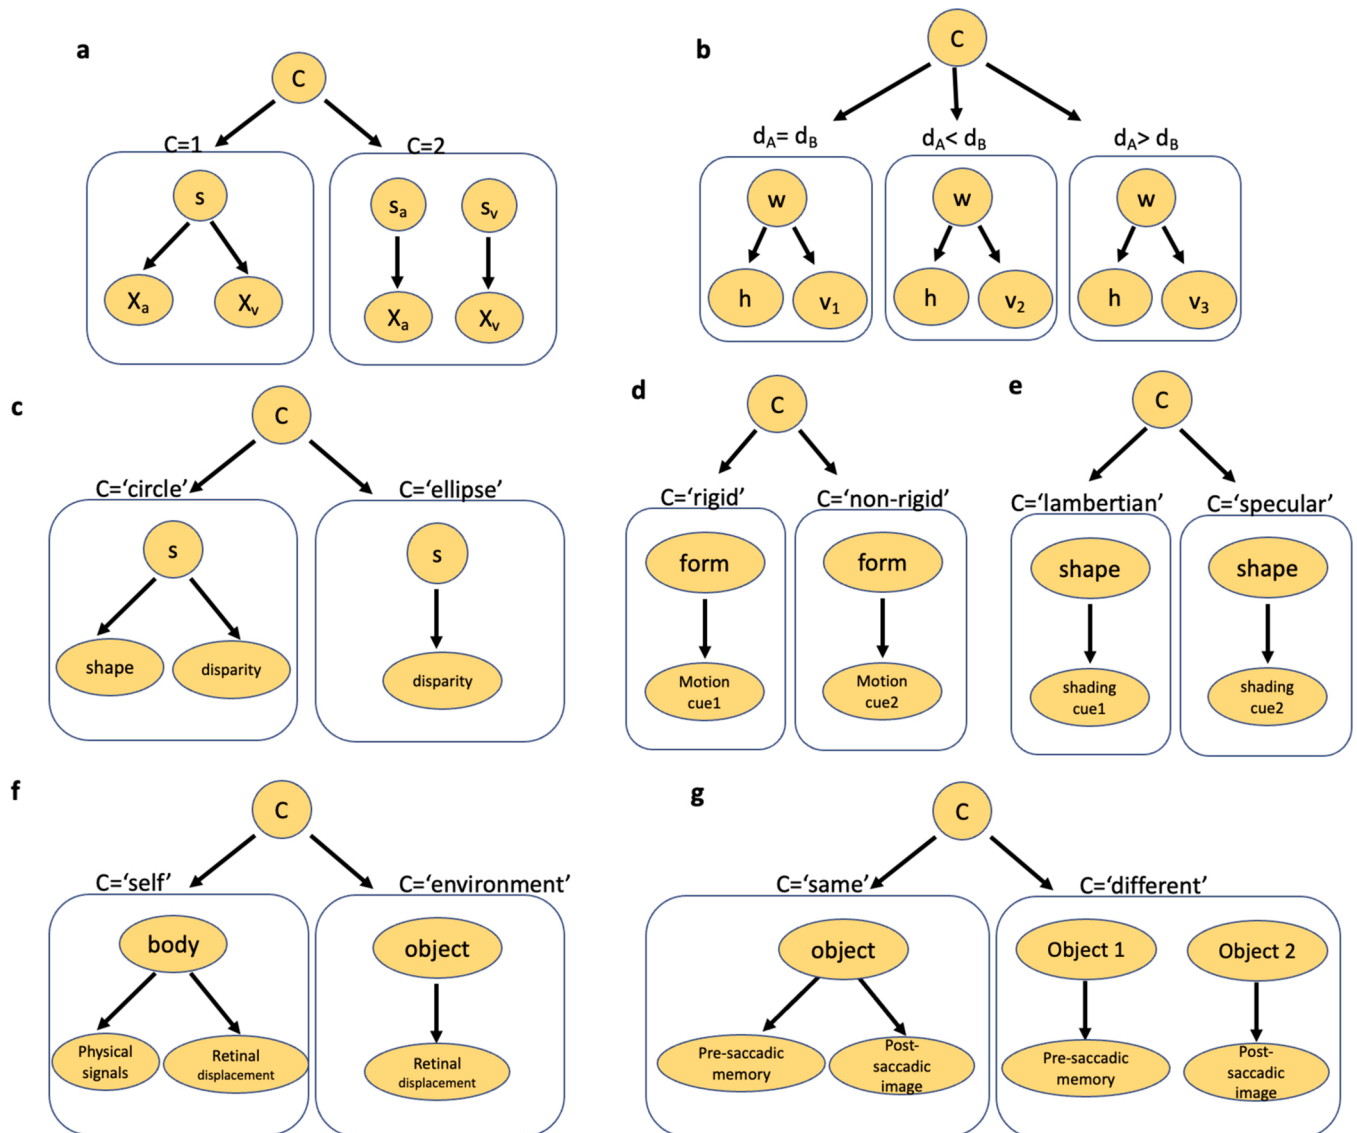 a
C
C=1
C=2
s
Xa
Xv
sa
sv
Xa
Xv
b
C
dA= dB
dA< dB
dA> dB
w
h
v1
w
h
v2
w
h
v3
c
C
C=‘circle’
C=‘ellipse’
s
shape
disparity
s
disparity
d
C
C=‘rigid’
C=‘non-rigid’
form
Motion
cue1
form
Motion
cue2
e
C
C=‘lambertian’
C=‘specular’
shape
shading
cue1
shape
shading
cue2
f
C
C=‘self’
C=‘environment’
body
Physical
signals
Retinal
displacement
object
Retinal
displacement
g
C
C=‘same’
C=‘different’
object
Pre-saccadic
memory
Post-
saccadic
image
Object 1
Pre-saccadic
memory
Object 2
Post-
saccadic
image